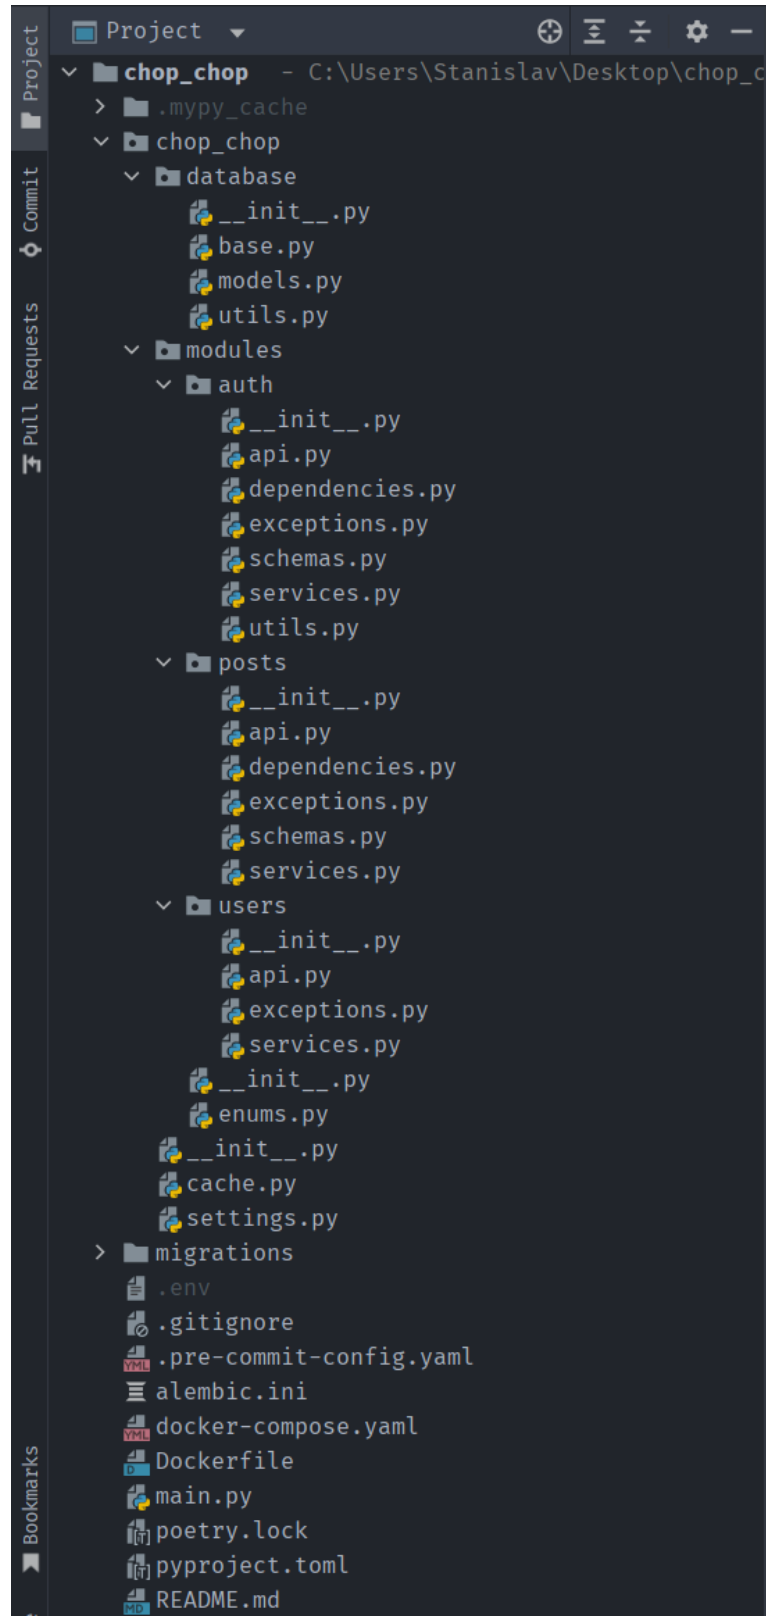 Project
chop_chop – C:\Users\Stanislav\Desktop\chop_c
.mypy_cache
chop_chop
database
__init__.py
base.py
models.py
utils.py
modules
auth
__init__.py
api.py
dependencies.py
exceptions.py
schemas.py
services.py
utils.py
posts
__init__.py
api.py
dependencies.py
exceptions.py
schemas.py
services.py
users
__init__.py
api.py
exceptions.py
services.py
__init__.py
enums.py
__init__.py
cache.py
settings.py
migrations
.env
.gitignore
YML .pre-commit-config.yaml
alembic.ini
YML docker-compose.yaml
D Dockerfile
main.py
[T] poetry.lock
[T] pyproject.toml
MD README.md
Project
Commit
Pull Requests
Bookmarks